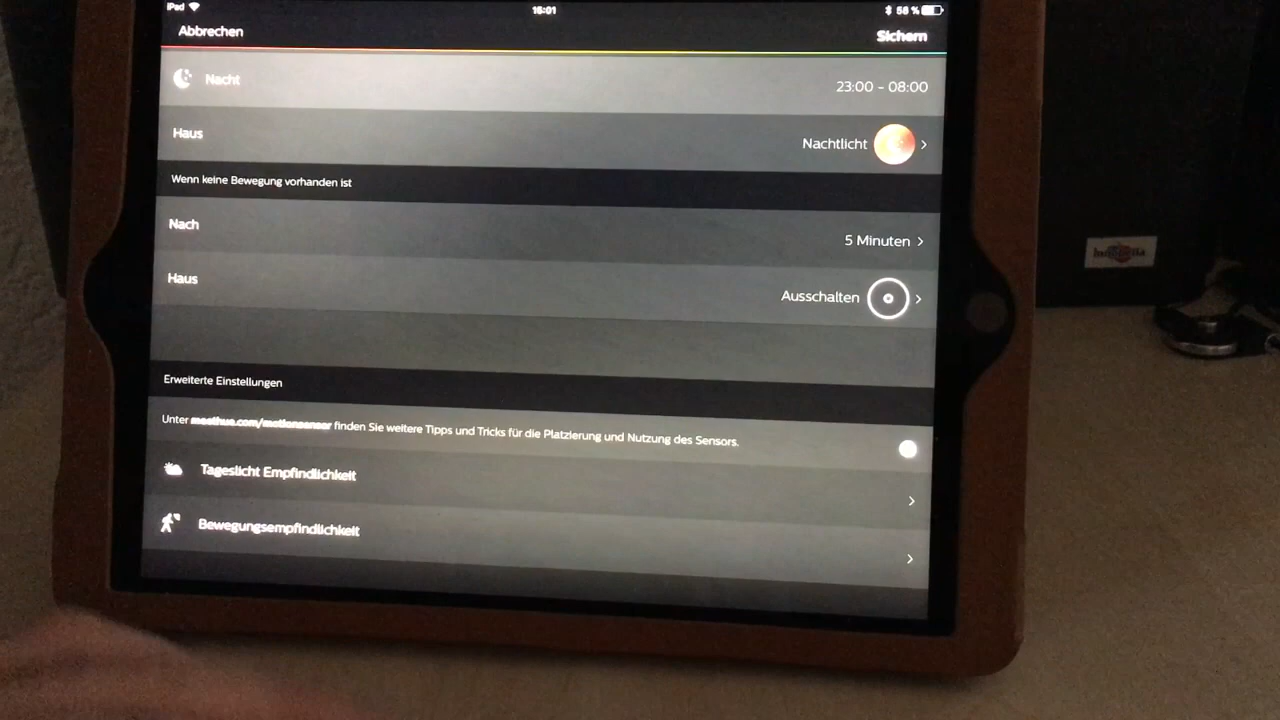 iPad 15:01 58 %
Abbrechen Sichern
Nacht 23:00 - 08:00
Haus Nachtlicht
Wenn keine Bewegung vorhanden ist
Nach 5 Minuten
Haus Ausschalten
Erweiterte Einstellungen
Unter meethue.com/motionsensor finden Sie weitere Tipps und Tricks für die Platzierung und Nutzung des Sensors.
Tageslicht Empfindlichkeit
Bewegungsempfindlichkeit